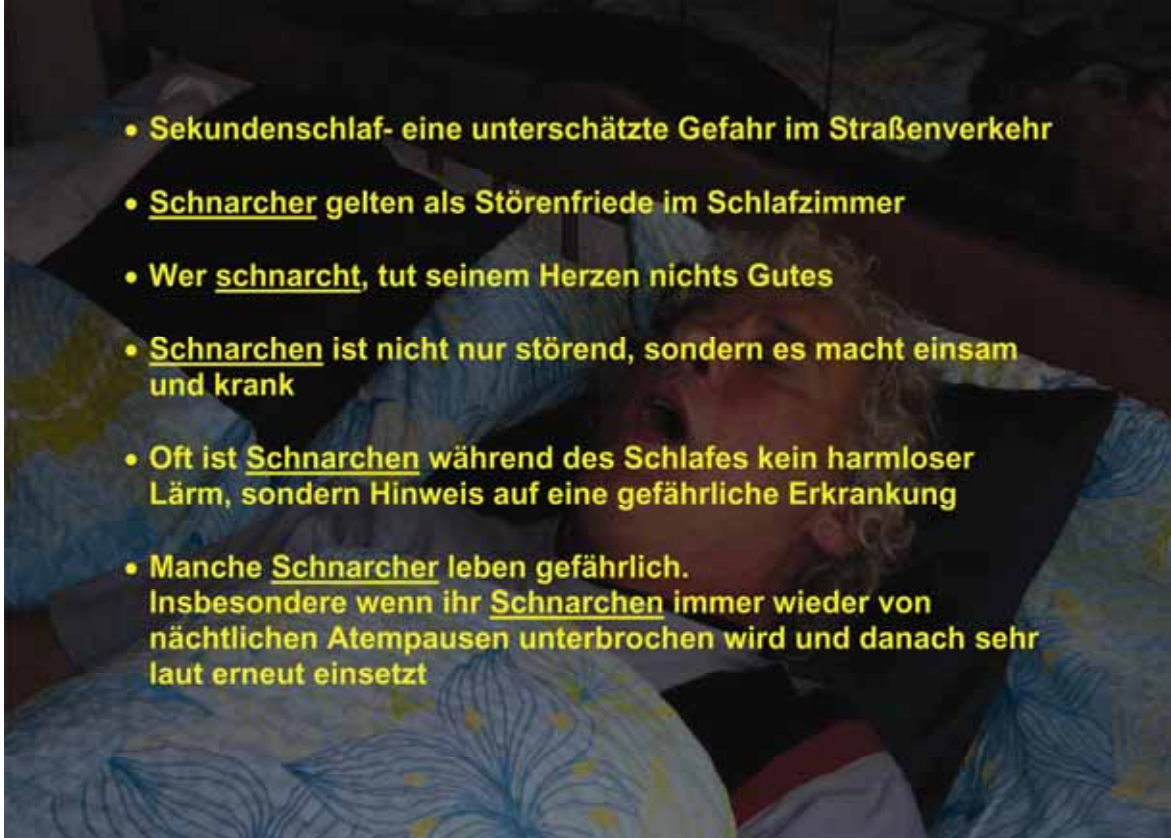 • Sekundenschlaf- eine unterschätzte Gefahr im Straßenverkehr
• Schnarcher gelten als Störenfriede im Schlafzimmer
• Wer schnarcht, tut seinem Herzen nichts Gutes
• Schnarchen ist nicht nur störend, sondern es macht einsam
und krank
• Oft ist Schnarchen während des Schlafes kein harmloser
Lärm, sondern Hinweis auf eine gefährliche Erkrankung
• Manche Schnarcher leben gefährlich.
Insbesondere wenn ihr Schnarchen immer wieder von
nächtlichen Atempausen unterbrochen wird und danach sehr
laut erneut einsetzt